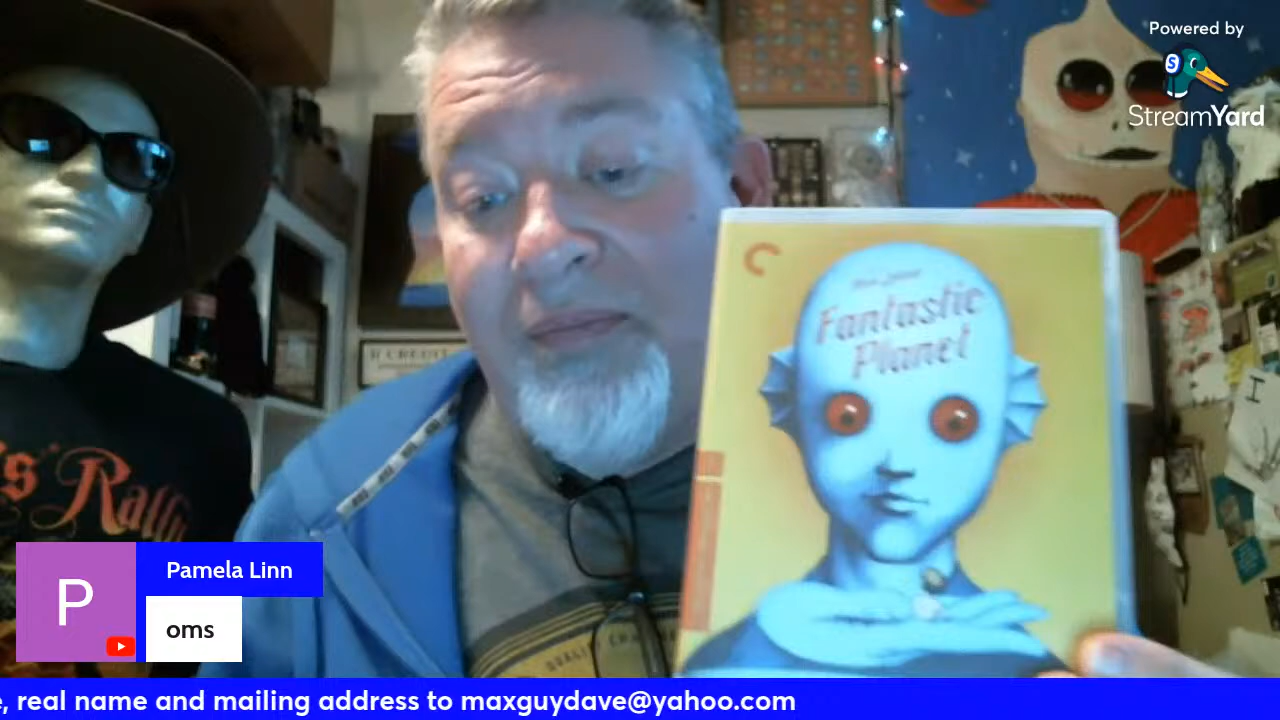 Powered by
StreamYard
Fantastic
Planet
s Rally
P
Pamela Linn
oms
I
, real name and mailing address to maxguydave@yahoo.com